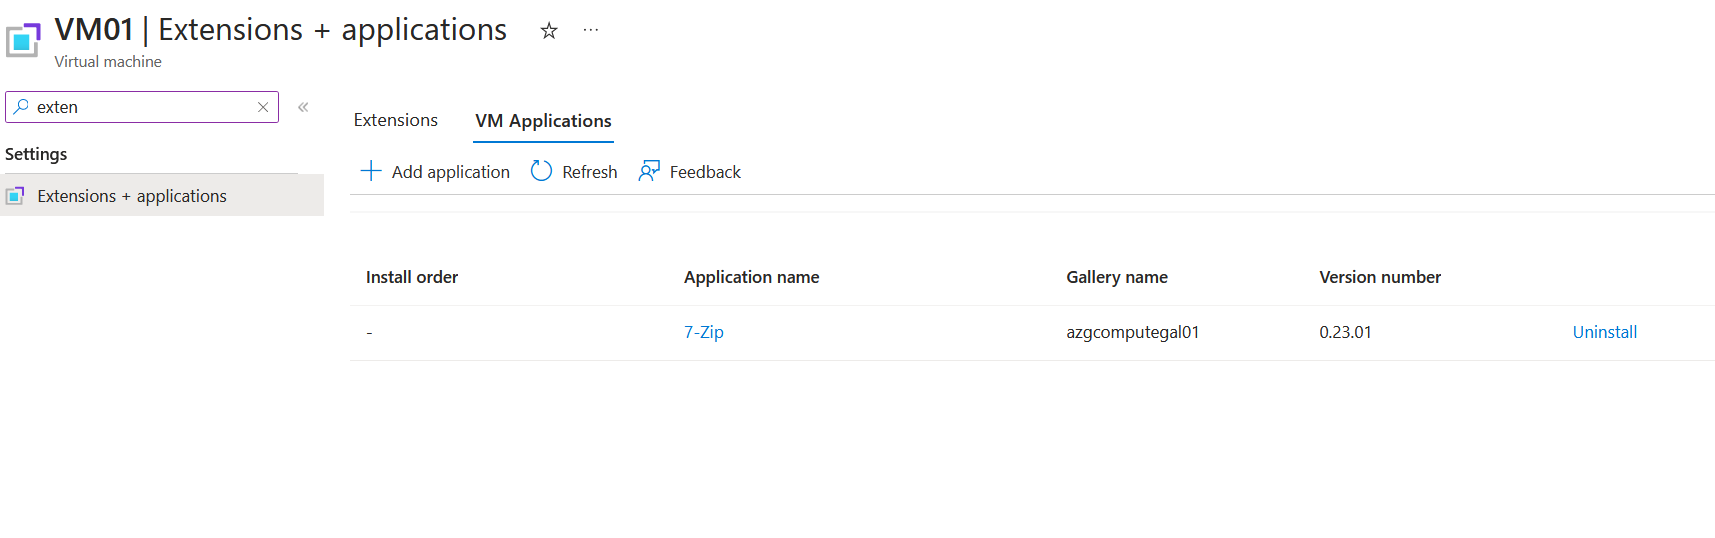 VM01 | Extensions + applications
Virtual machine
exten
Settings
Extensions + applications
Extensions VM Applications
Add application Refresh Feedback
Install order Application name Gallery name Version number
- 7-Zip azgcomputegal01 0.23.01 Uninstall